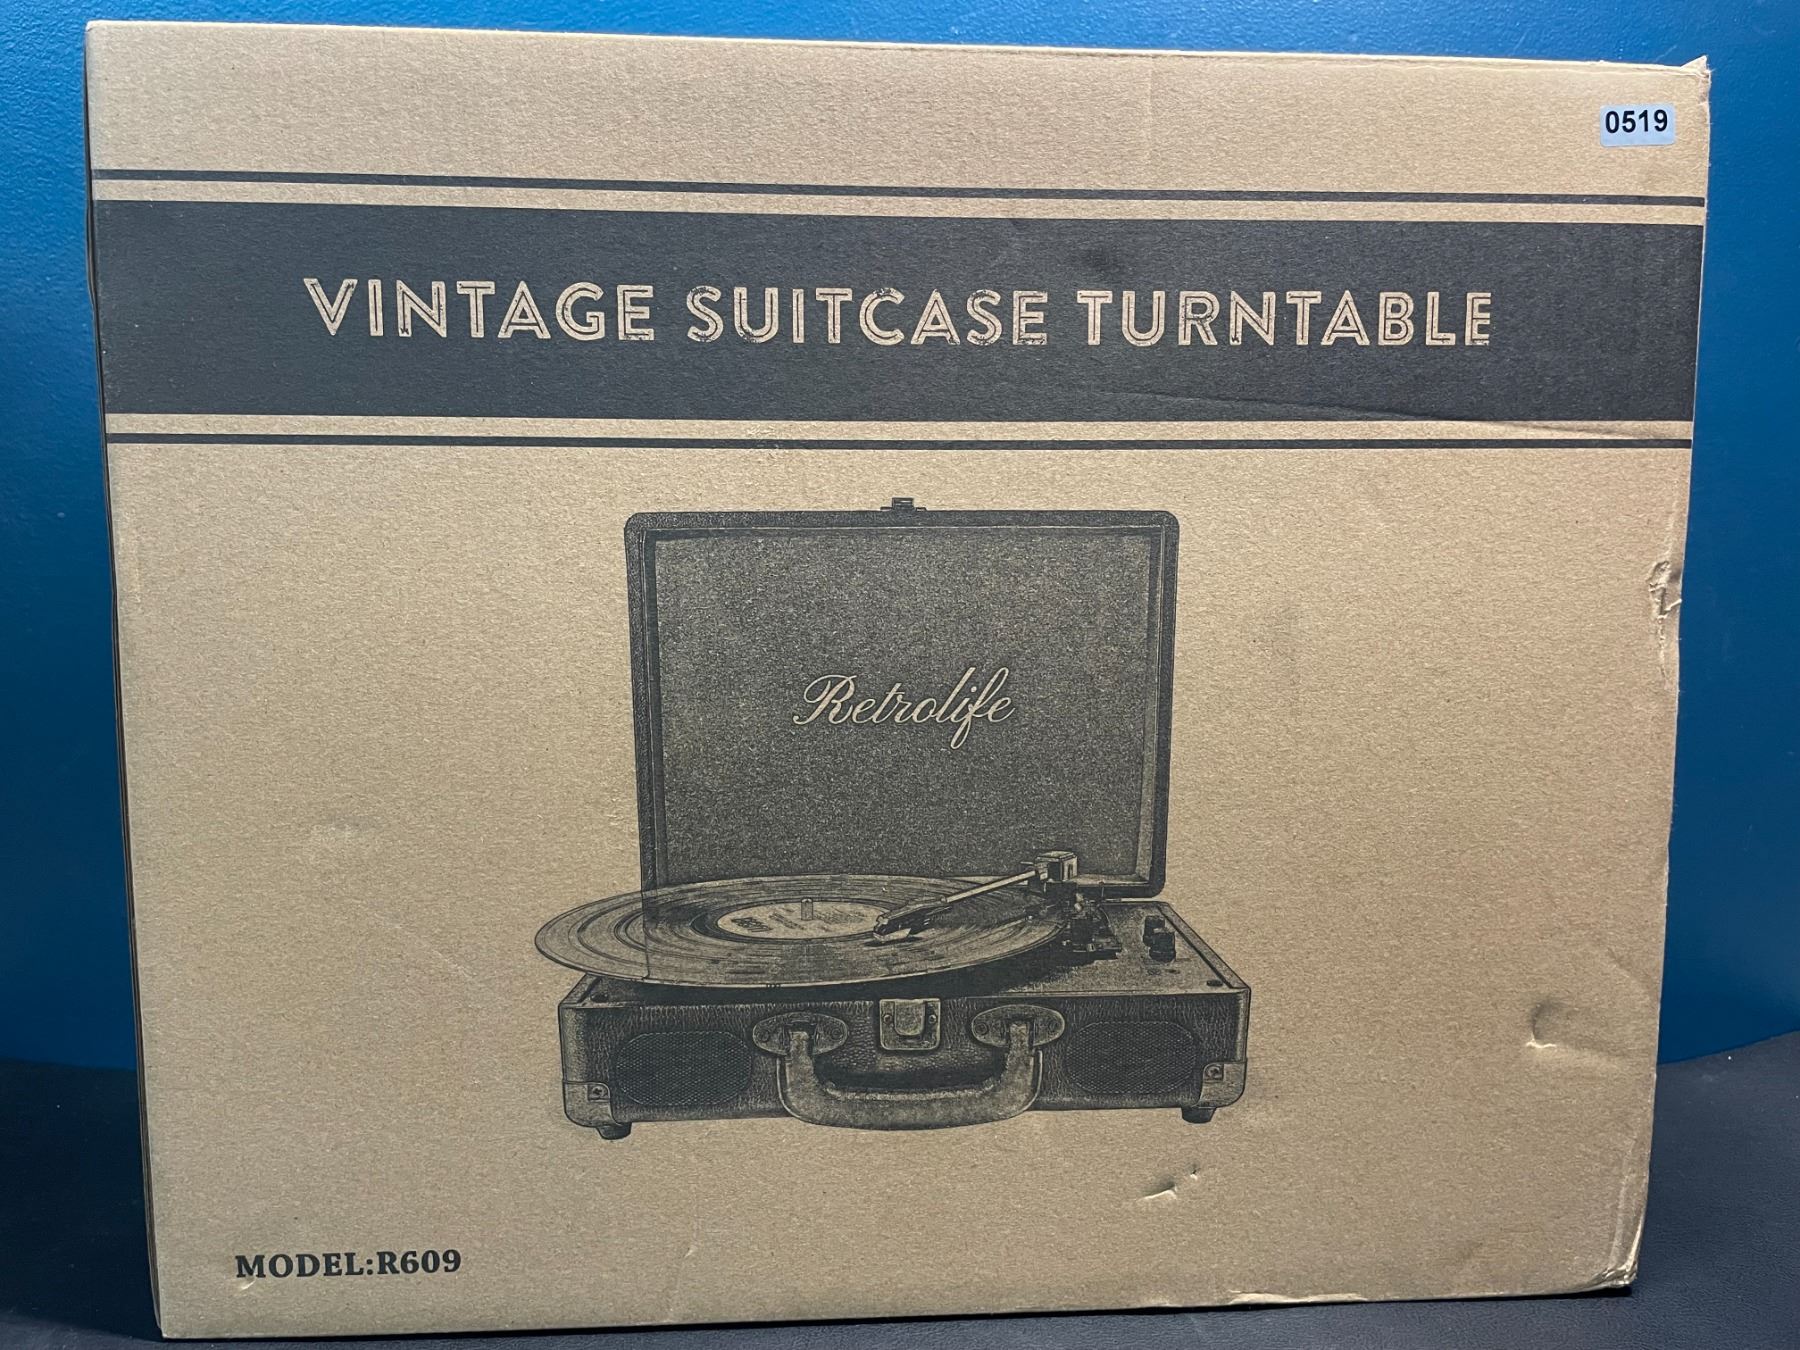 0519
VINTAGE SUITCASE TURNTABLE
Retrolife
MODEL:R609